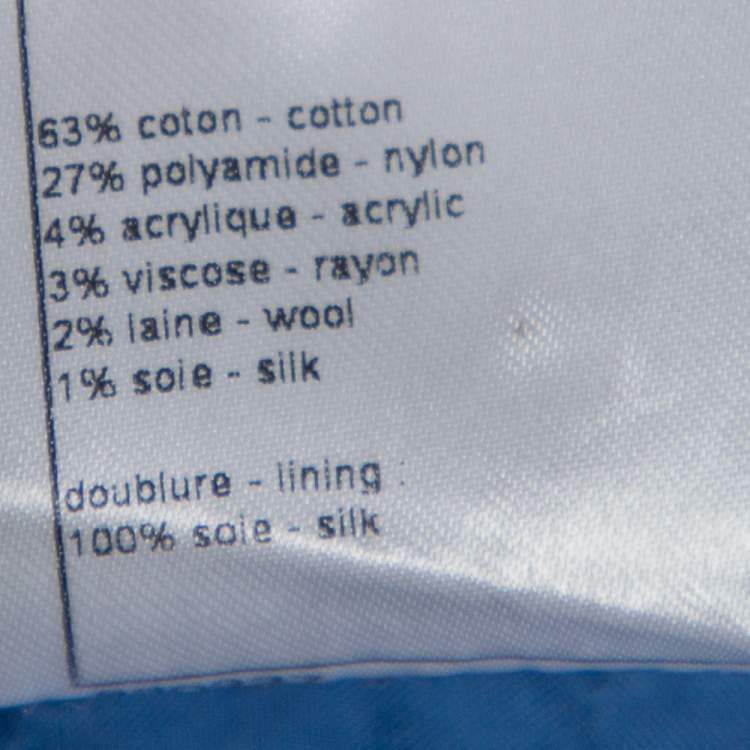 63% coton - cotton
27% polyamide - nylon
4% acrylique - acrylic
3% viscose - rayon
2% laine - wool
1% soie - silk
doublure - lining :
100% soie - silk